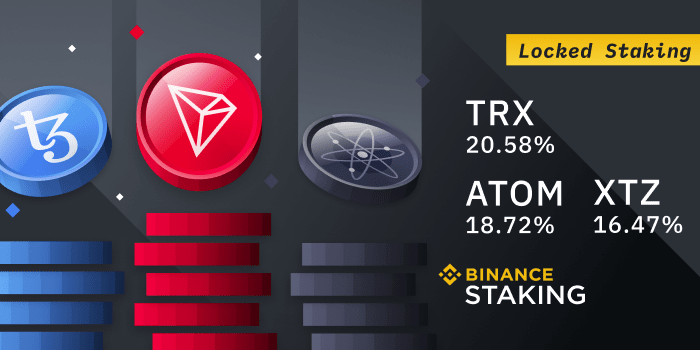 Locked Staking
TRX
20.58%
ATOM
18.72%
XTZ
16.47%
BINANCE
STAKING